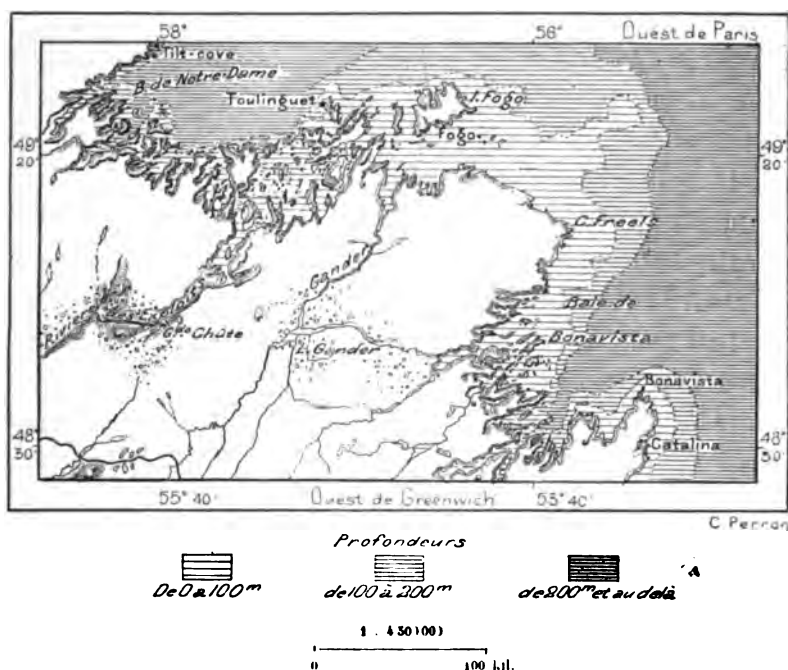 58° 56° Ouest de Paris
Tilt-cove
B. de Notre-Dame
Toulinguet
I. Fogo
Fogo
49° 20' 49° 20'
C. Freels
Gander
Baie de
Gde Chûte
L. Gander
Bonavista
Bonavista
Catalina
48° 30' 48° 30'
55° 40' Ouest de Greenwich 53° 40'
C. Perron
Profondeurs
De 0 à 100m de 100 à 200m de 200m et au delà
0 100 kil.